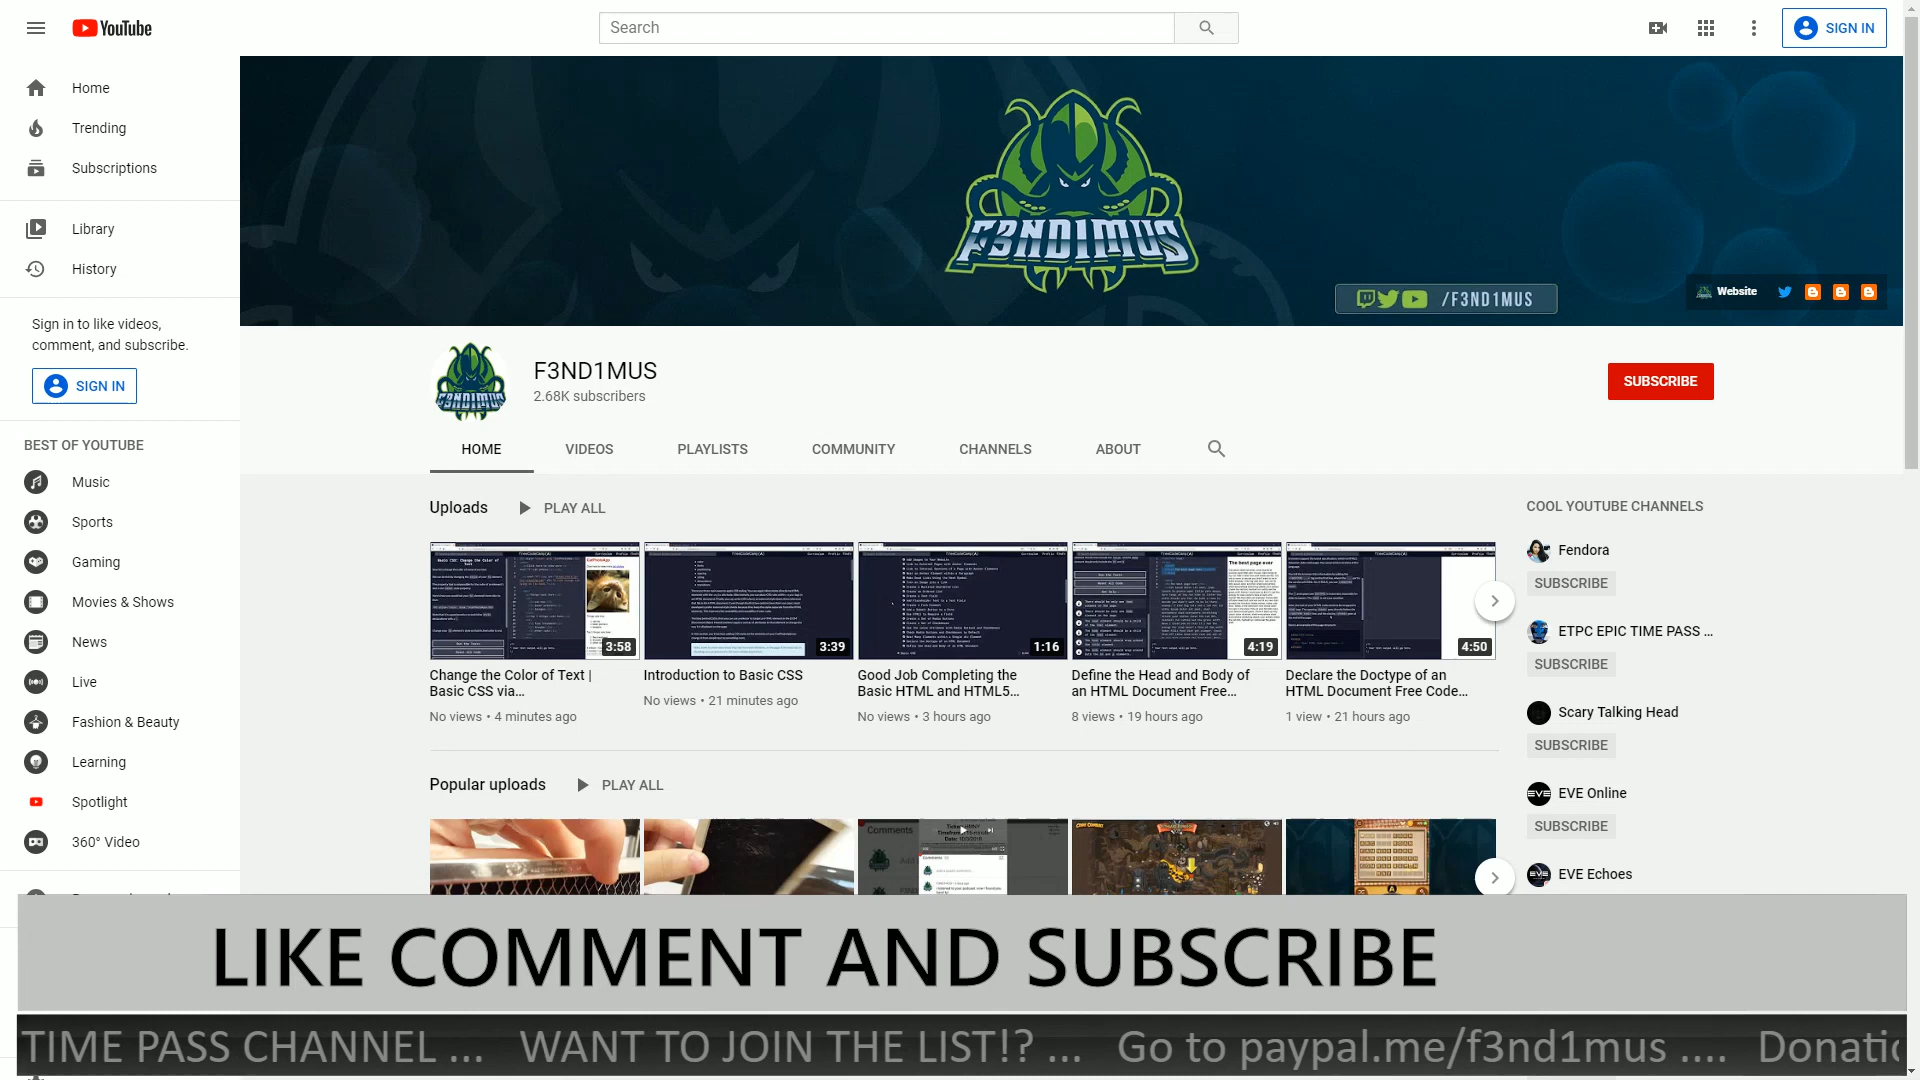 YouTube
Search
SIGN IN
Home
Trending
Subscriptions
Library
History
Sign in to like videos,
comment, and subscribe.
SIGN IN
BEST OF YOUTUBE
Music
Sports
Gaming
Movies & Shows
News
Live
Fashion & Beauty
Learning
Spotlight
360° Video
F3ND1MUS
/F3ND1MUS
Website
F3ND1MUS
2.68K subscribers
SUBSCRIBE
HOME
VIDEOS
PLAYLISTS
COMMUNITY
CHANNELS
ABOUT
Uploads
PLAY ALL
3:58
Change the Color of Text |
Basic CSS via...
No views • 4 minutes ago
3:39
Introduction to Basic CSS
No views • 21 minutes ago
1:16
Good Job Completing the
Basic HTML and HTML5...
No views • 3 hours ago
The best page ever
4:19
Define the Head and Body of
an HTML Document Free...
8 views • 19 hours ago
4:50
Declare the Doctype of an
HTML Document Free Code...
1 view • 21 hours ago
Popular uploads
PLAY ALL
Comments
COOL YOUTUBE CHANNELS
Fendora
SUBSCRIBE
ETPC EPIC TIME PASS ...
SUBSCRIBE
Scary Talking Head
SUBSCRIBE
EVE Online
SUBSCRIBE
EVE Echoes
LIKE COMMENT AND SUBSCRIBE
TIME PASS CHANNEL ... WANT TO JOIN THE LIST!? ... Go to paypal.me/f3nd1mus .... Donatic